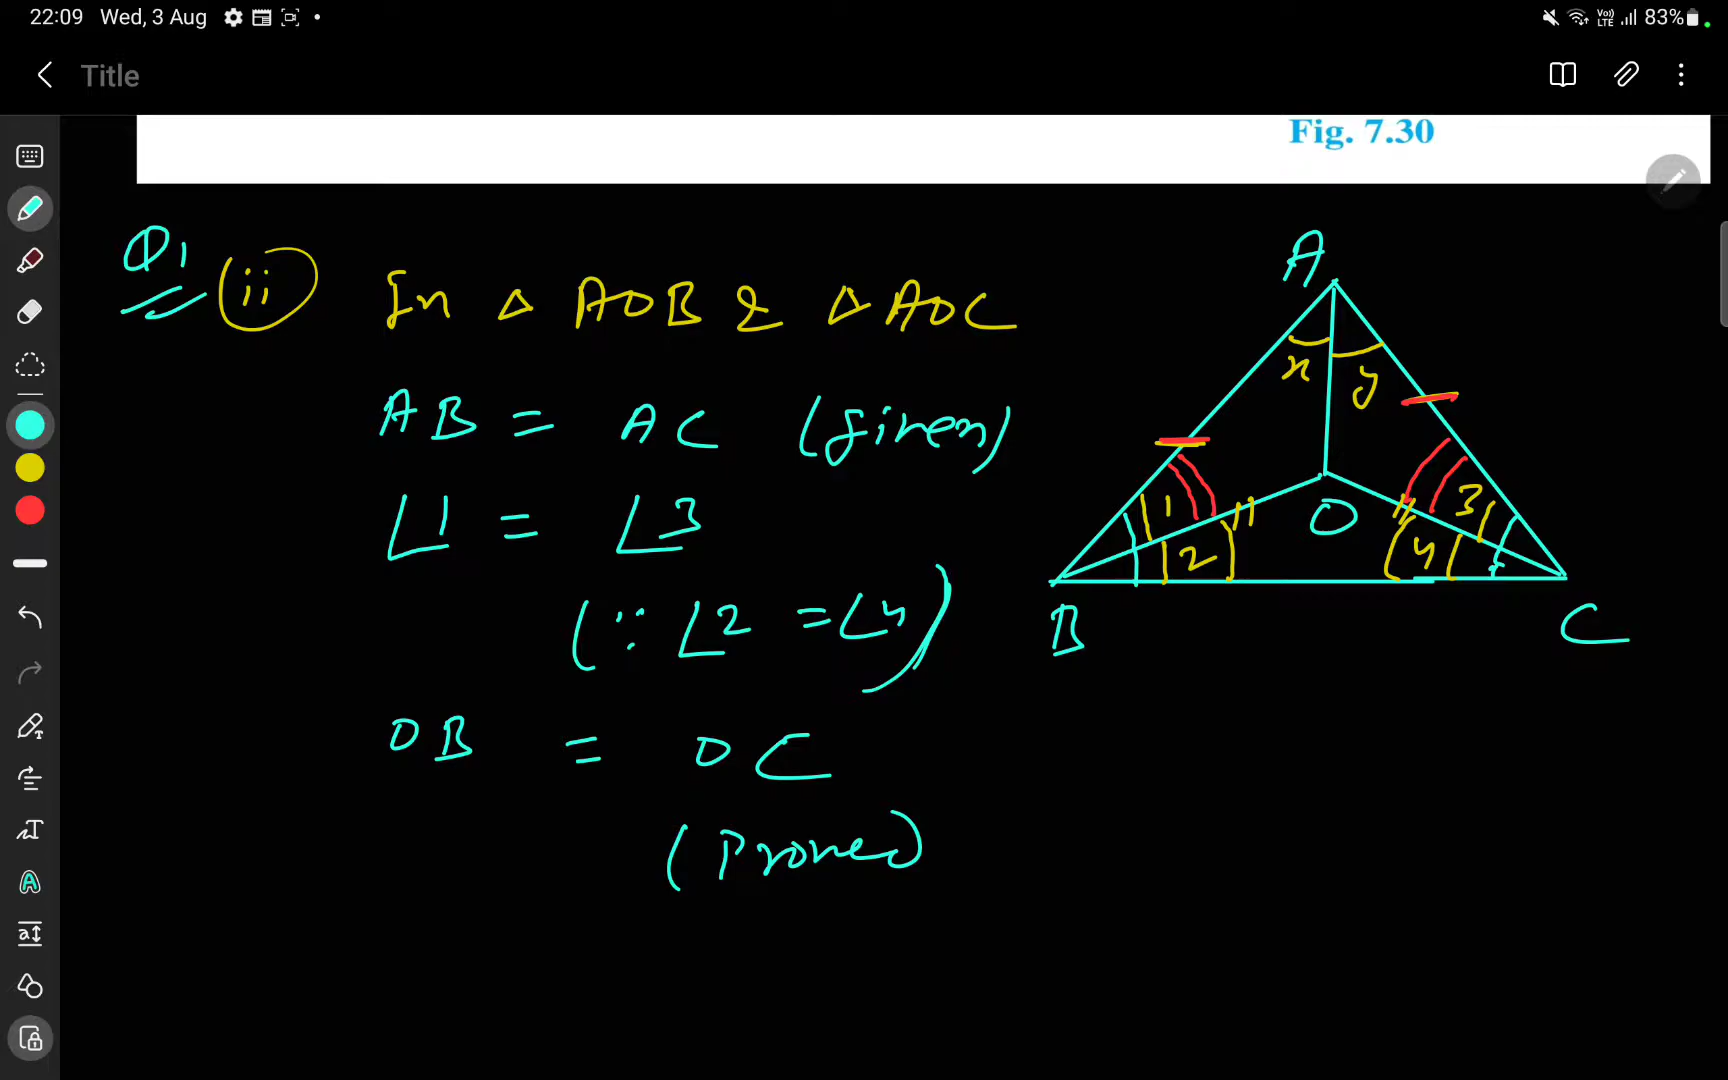 22:09 Wed, 3 Aug
83%
Title
Fig. 7.30
Q1 (ii) In △ AOB & △ AOC
AB = AC (given)
∠1 = ∠3
(∵ ∠2 = ∠4)
OB = OC
(Proved)
A
x y
1 3
O
2 4
B C